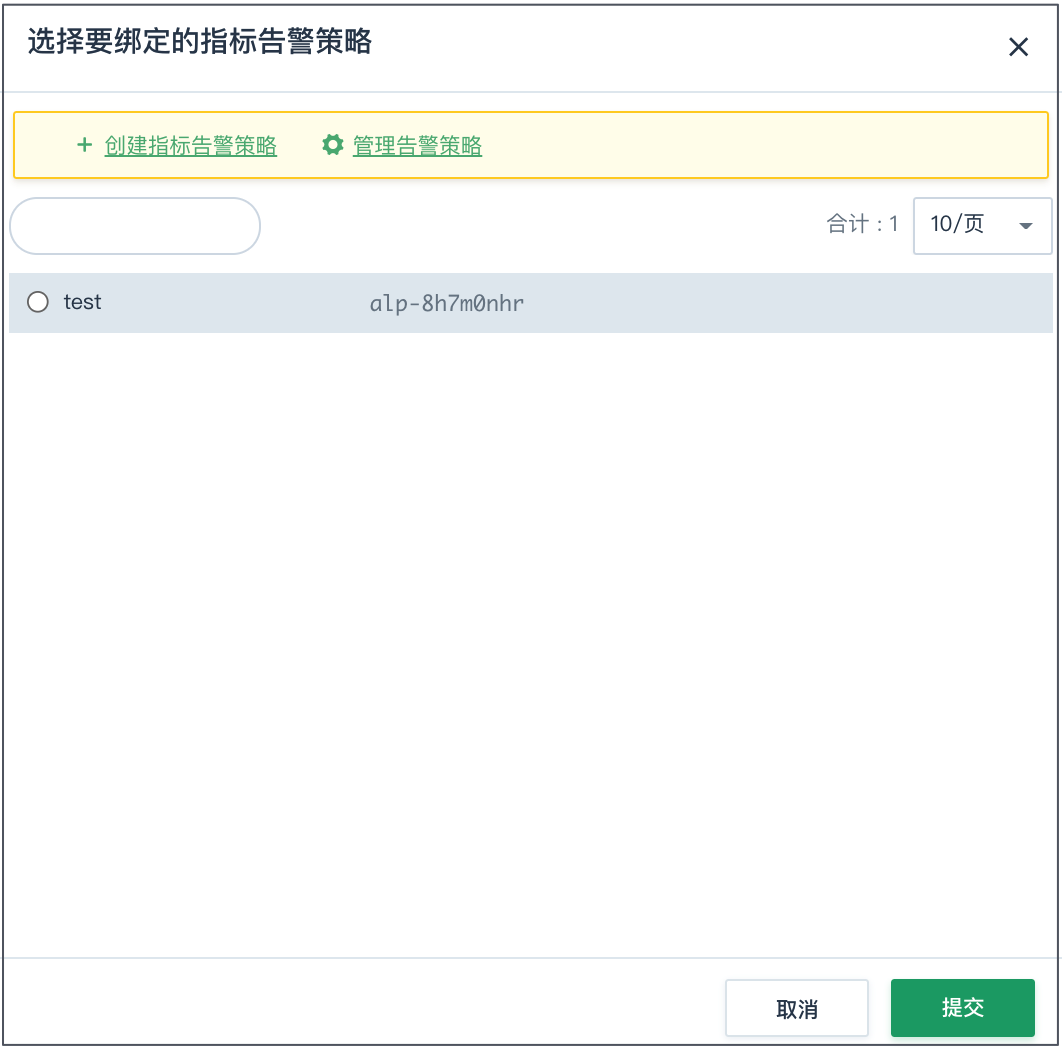 选择要绑定的指标告警策略
+ 创建指标告警策略 管理告警策略
合计：1 10/页
test alp-8h7m0nhr
取消 提交